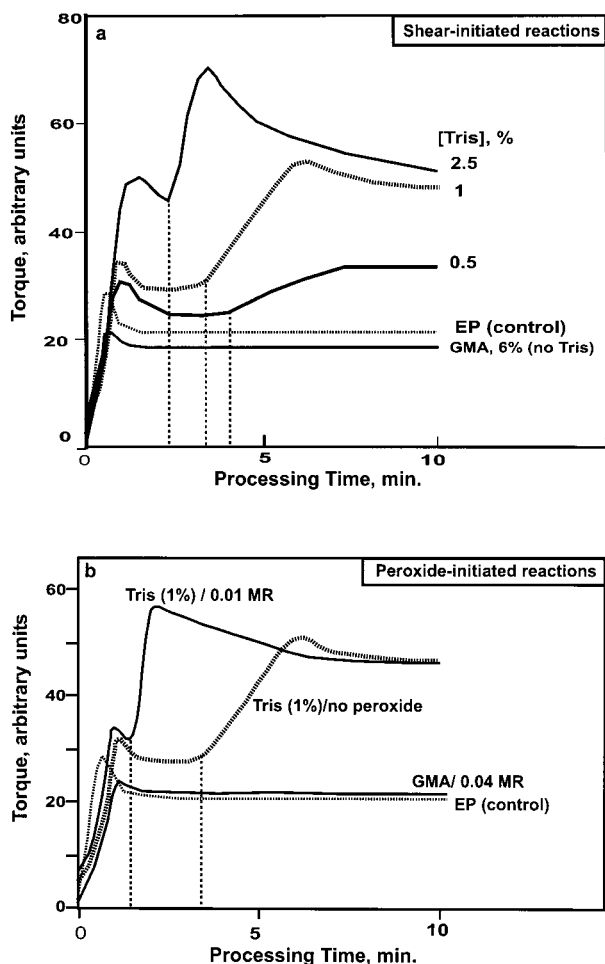 a
Shear-initiated reactions
80
60
40
20
0
Torque, arbitrary units
[Tris], %
2.5
1
0.5
EP (control)
GMA, 6% (no Tris)
0
5
10
Processing Time, min.
b
Peroxide-initiated reactions
60
40
20
0
Torque, arbitrary units
Tris (1%) / 0.01 MR
Tris (1%)/no peroxide
GMA/ 0.04 MR
EP (control)
0
5
10
Processing Time, min.